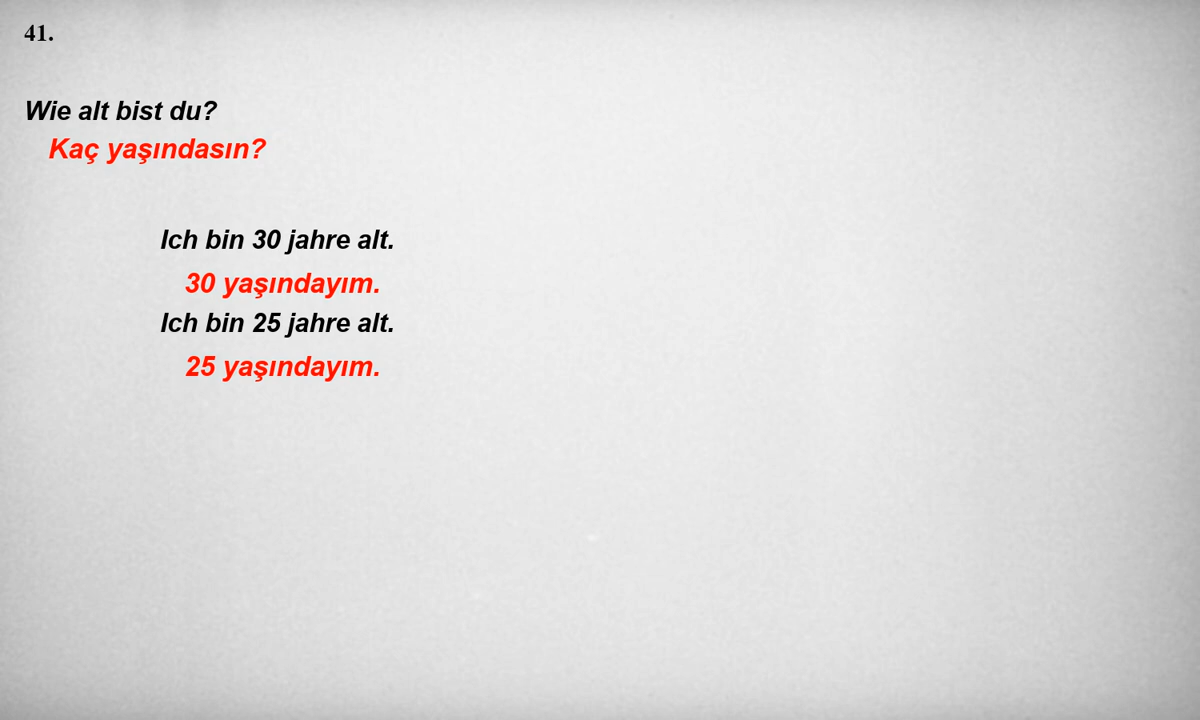 41.
Wie alt bist du?
Kaç yaşındasın?
Ich bin 30 jahre alt.
30 yaşındayım.
Ich bin 25 jahre alt.
25 yaşındayım.